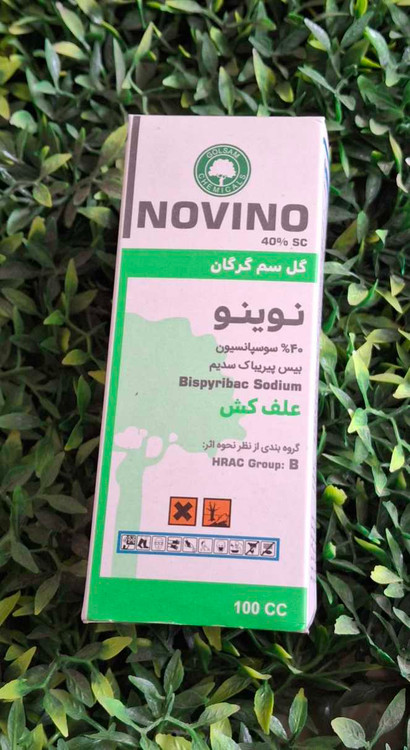 GOLSAM
CHEMICALS
NOVINO
40% SC
گل سم گرگان
نوینو
۴۰% سوسپانسیون
بیس پیریباک سدیم
Bispyribac Sodium
علف کش
گروه بندی از نظر نحوه اثر:
HRAC Group: B
100 CC